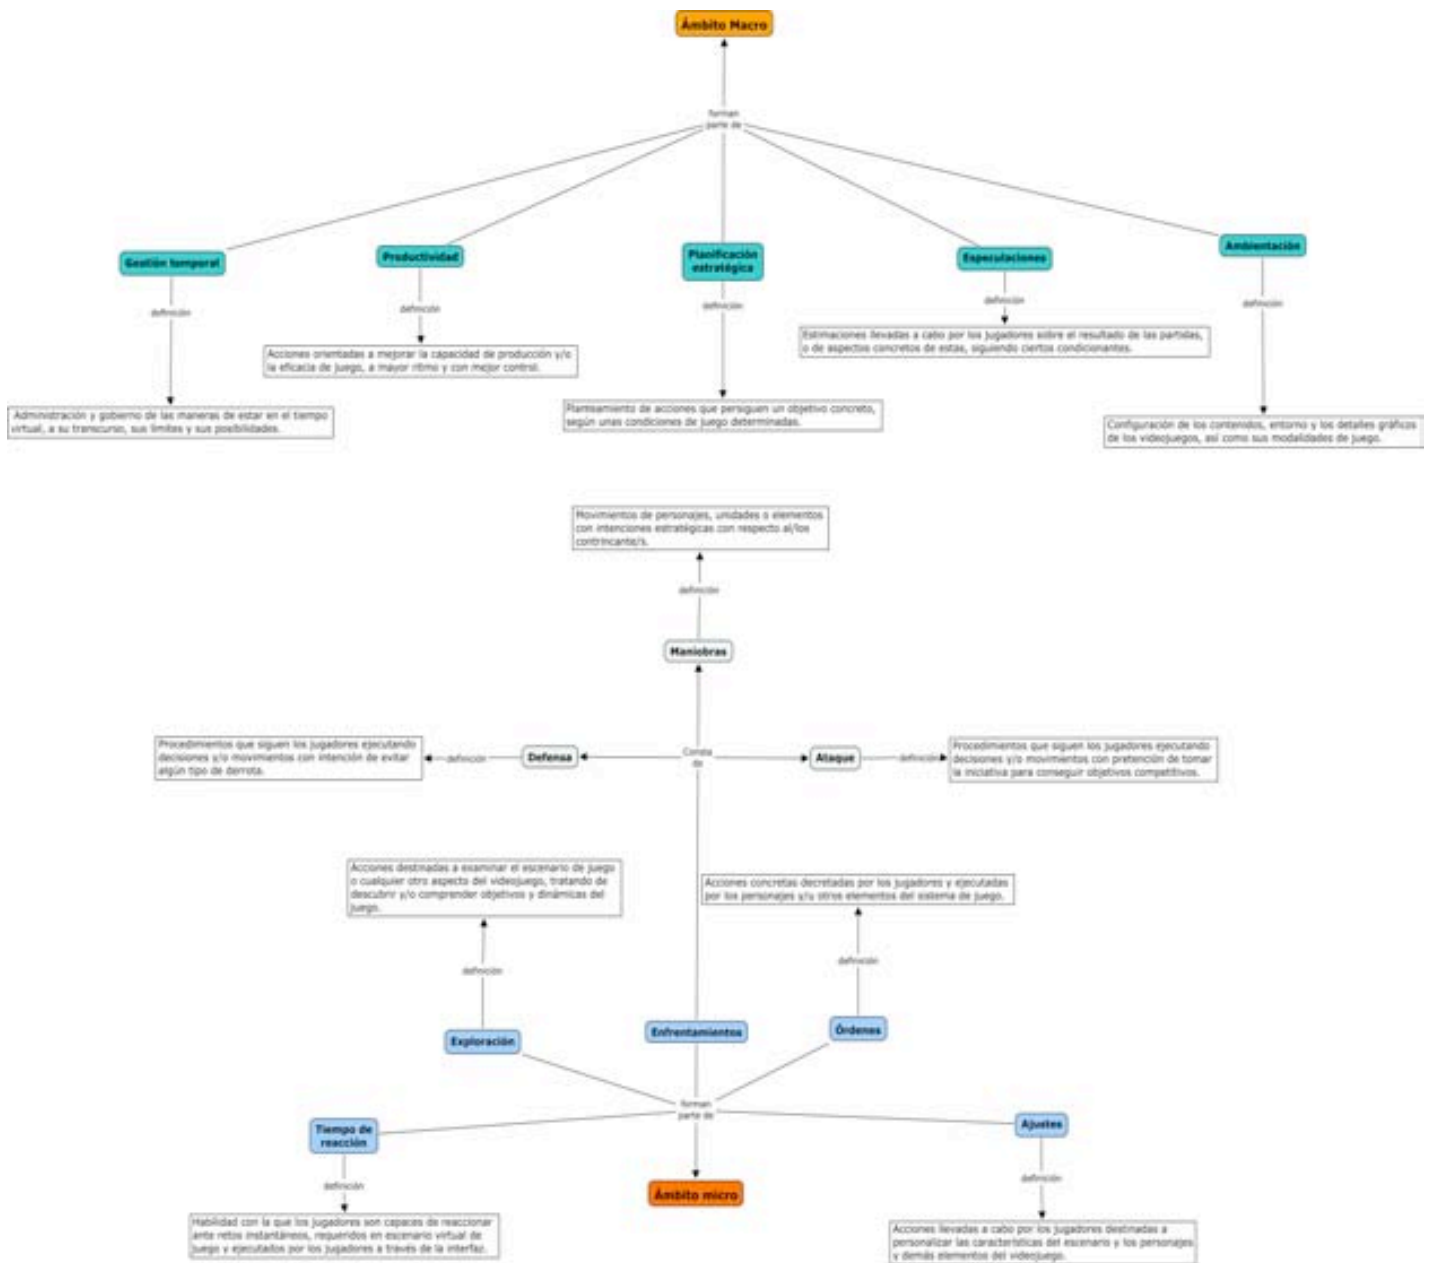 Ámbito Macro
forman
parte de
Gestión temporal
Productividad
Planificación
estratégica
Especulaciones
Ambientación
definición
definición
definición
definición
definición
Estimaciones llevadas a cabo por los jugadores sobre el resultado de las partidas,
o de aspectos concretos de estas, siguiendo ciertos condicionantes.
Acciones orientadas a mejorar la capacidad de producción y/o
la eficacia de juego, a mayor ritmo y con mejor control.
Administración y gobierno de las maneras de estar en el tiempo
virtual, a su transcurso, sus límites y sus posibilidades.
Planteamiento de acciones que persiguen un objetivo concreto,
según unas condiciones de juego determinadas.
Configuración de los contenidos, entorno y los detalles gráficos
de los videojuegos, así como sus modalidades de juego.
Movimientos de personajes, unidades o elementos
con intenciones estratégicas con respecto al/los
contrincante/s.
definición
Maniobras
Procedimientos que siguen los jugadores ejecutando
decisiones y/o movimientos con intención de evitar
algún tipo de derrota.
definición
Defensa
Consta
de
Ataque
definición
Procedimientos que siguen los jugadores ejecutando
decisiones y/o movimientos con pretención de tomar
la iniciativa para conseguir objetivos competitivos.
Acciones destinadas a examinar el escenario de juego
o cualquier otro aspecto del videojuego, tratando de
descubrir y/o comprender objetivos y dinámicas del
juego.
Acciones concretas decretadas por los jugadores y ejecutadas
por los personajes y/u otros elementos del sistema de juego.
definición
definición
Exploración
Enfrentamientos
Órdenes
forman
parte de
Tiempo de
reacción
Ajustes
definición
definición
Ámbito micro
Habilidad con la que los jugadores son capaces de reaccionar
ante retos instantáneos, requeridos en escenario virtual de
juego y ejecutados por los jugadores a través de la interfaz.
Acciones llevadas a cabo por los jugadores destinadas a
personalizar las características del escenario y los personajes
y demás elementos del videojuego.